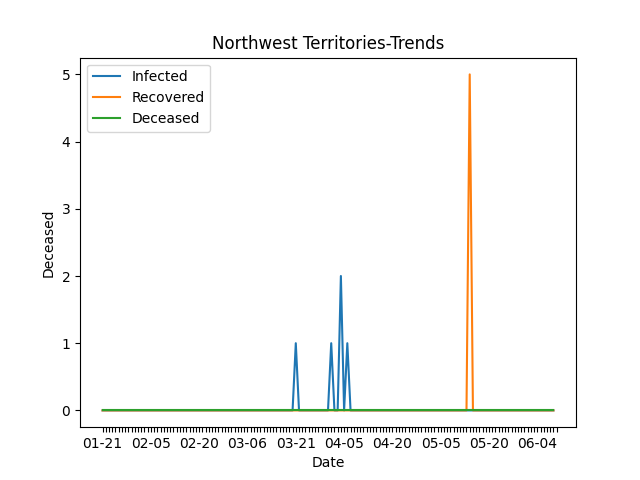 Northwest Territories-Trends
Infected
Recovered
Deceased
Deceased
5
4
3
2
1
0
01-21 02-05 02-20 03-06 03-21 04-05 04-20 05-05 05-20 06-04
Date